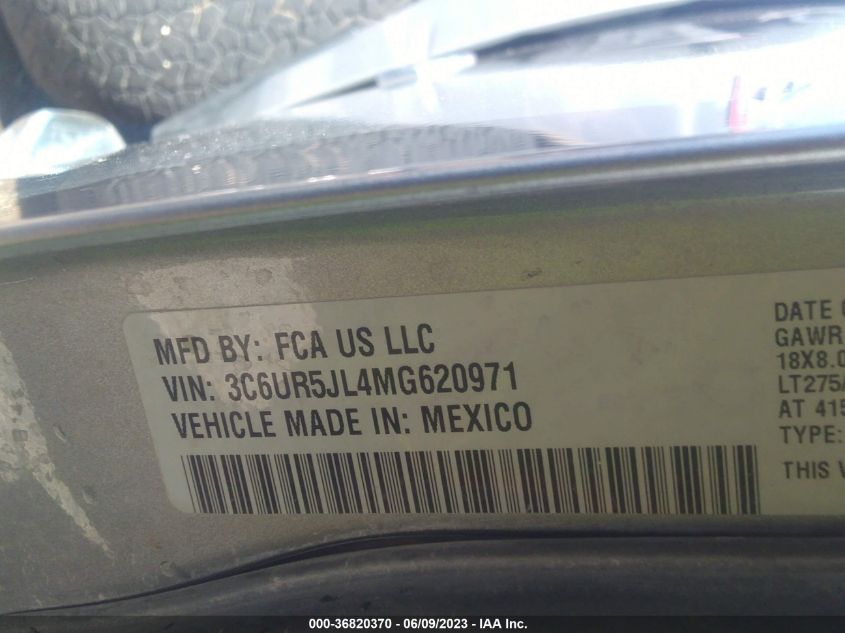 MFD BY: FCA US LLC
VIN: 3C6UR5JL4MG620971
VEHICLE MADE IN: MEXICO
DATE
GAWR
18X8.0
LT275
AT 415
TYPE:
THIS
000-36820370 - 06/09/2023 - IAA Inc.